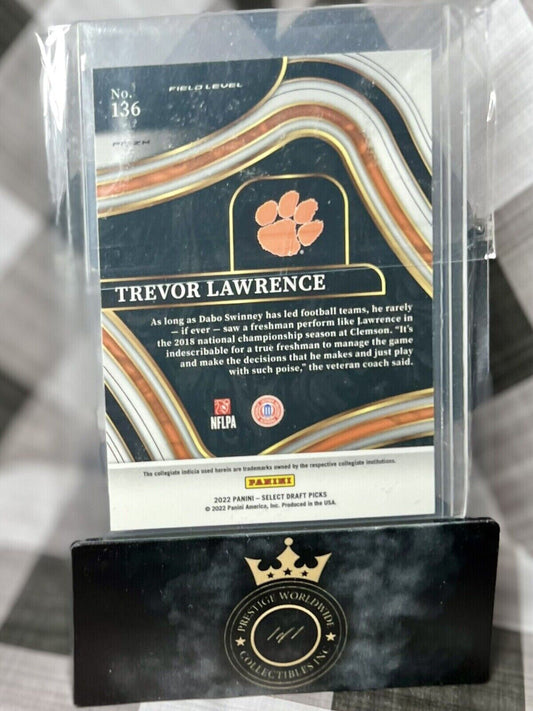 No.
136
FIELD LEVEL
PRIZM
TREVOR LAWRENCE
As long as Dabo Swinney has led football teams, he rarely
— if ever — saw a freshman perform like Lawrence in
the 2018 national championship season at Clemson. “It’s
indescribable for a true freshman to manage the game
and make the decisions that he makes and just play
with such poise,” the veteran coach said.
NFLPA
The collegiate indicia used herein are trademarks owned by the respective collegiate institutions.
PANINI
2022 PANINI – SELECT DRAFT PICKS
© 2022 Panini America, Inc. Produced in the USA.
PRESTIGE WORLDWIDE
1/1
COLLECTIBLES INC